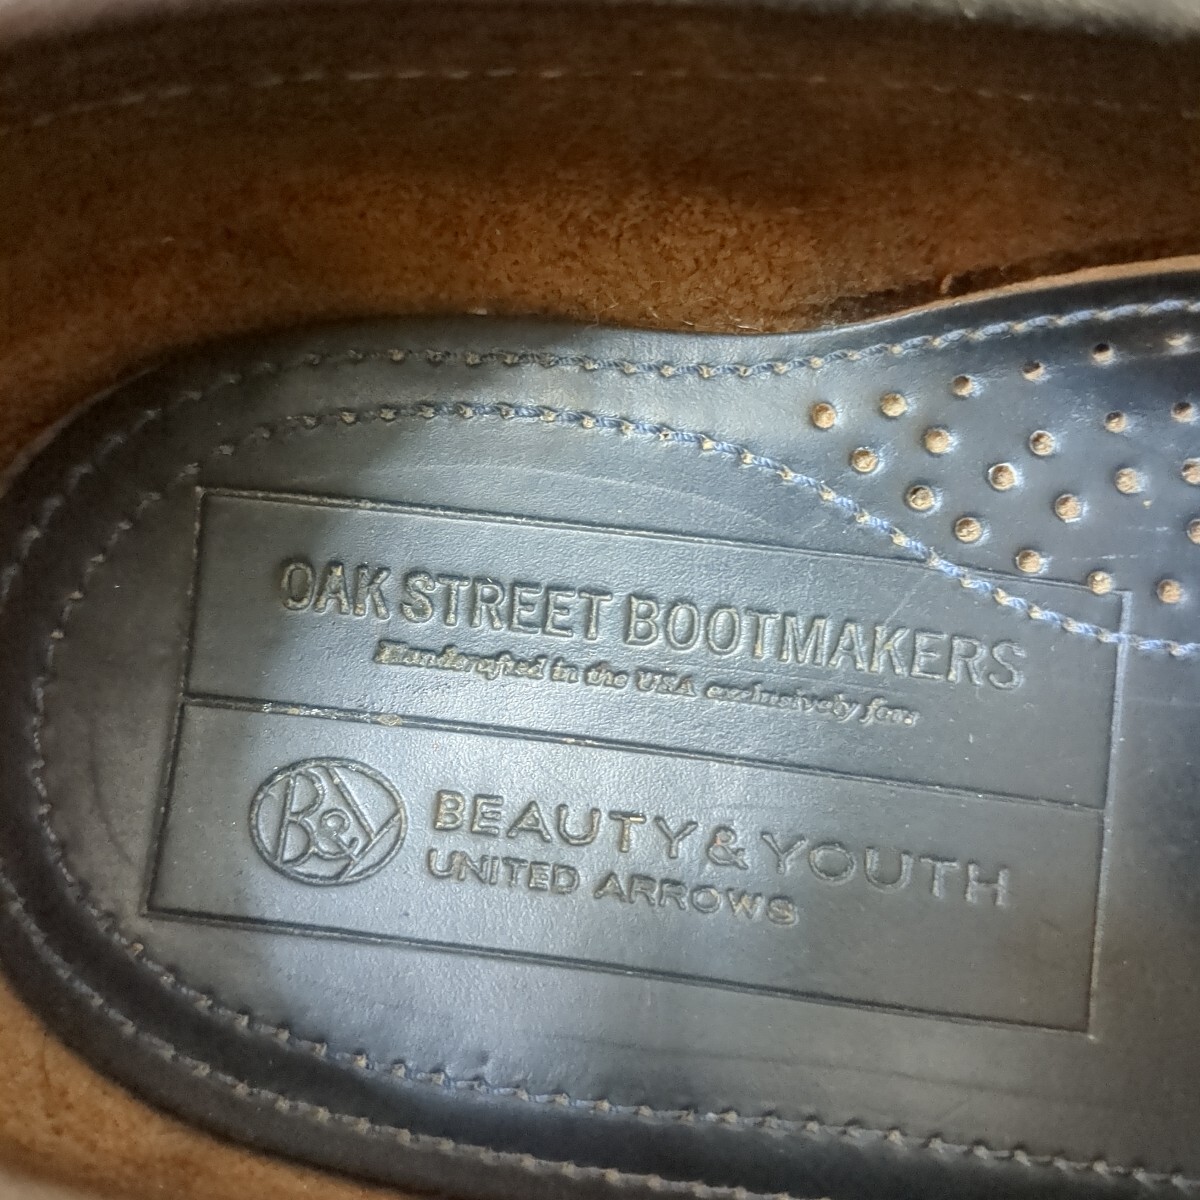 OAK STREET BOOTMAKERS
Handcrafted in the USA exclusively for:
B&Y
BEAUTY & YOUTH
UNITED ARROWS